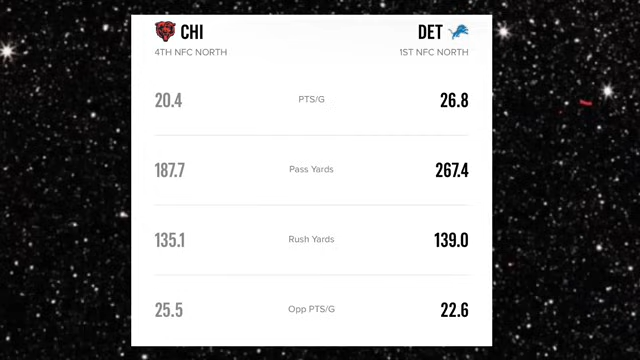 CHI DET
4TH NFC NORTH 1ST NFC NORTH
20.4 PTS/G 26.8
187.7 Pass Yards 267.4
135.1 Rush Yards 139.0
25.5 Opp PTS/G 22.6